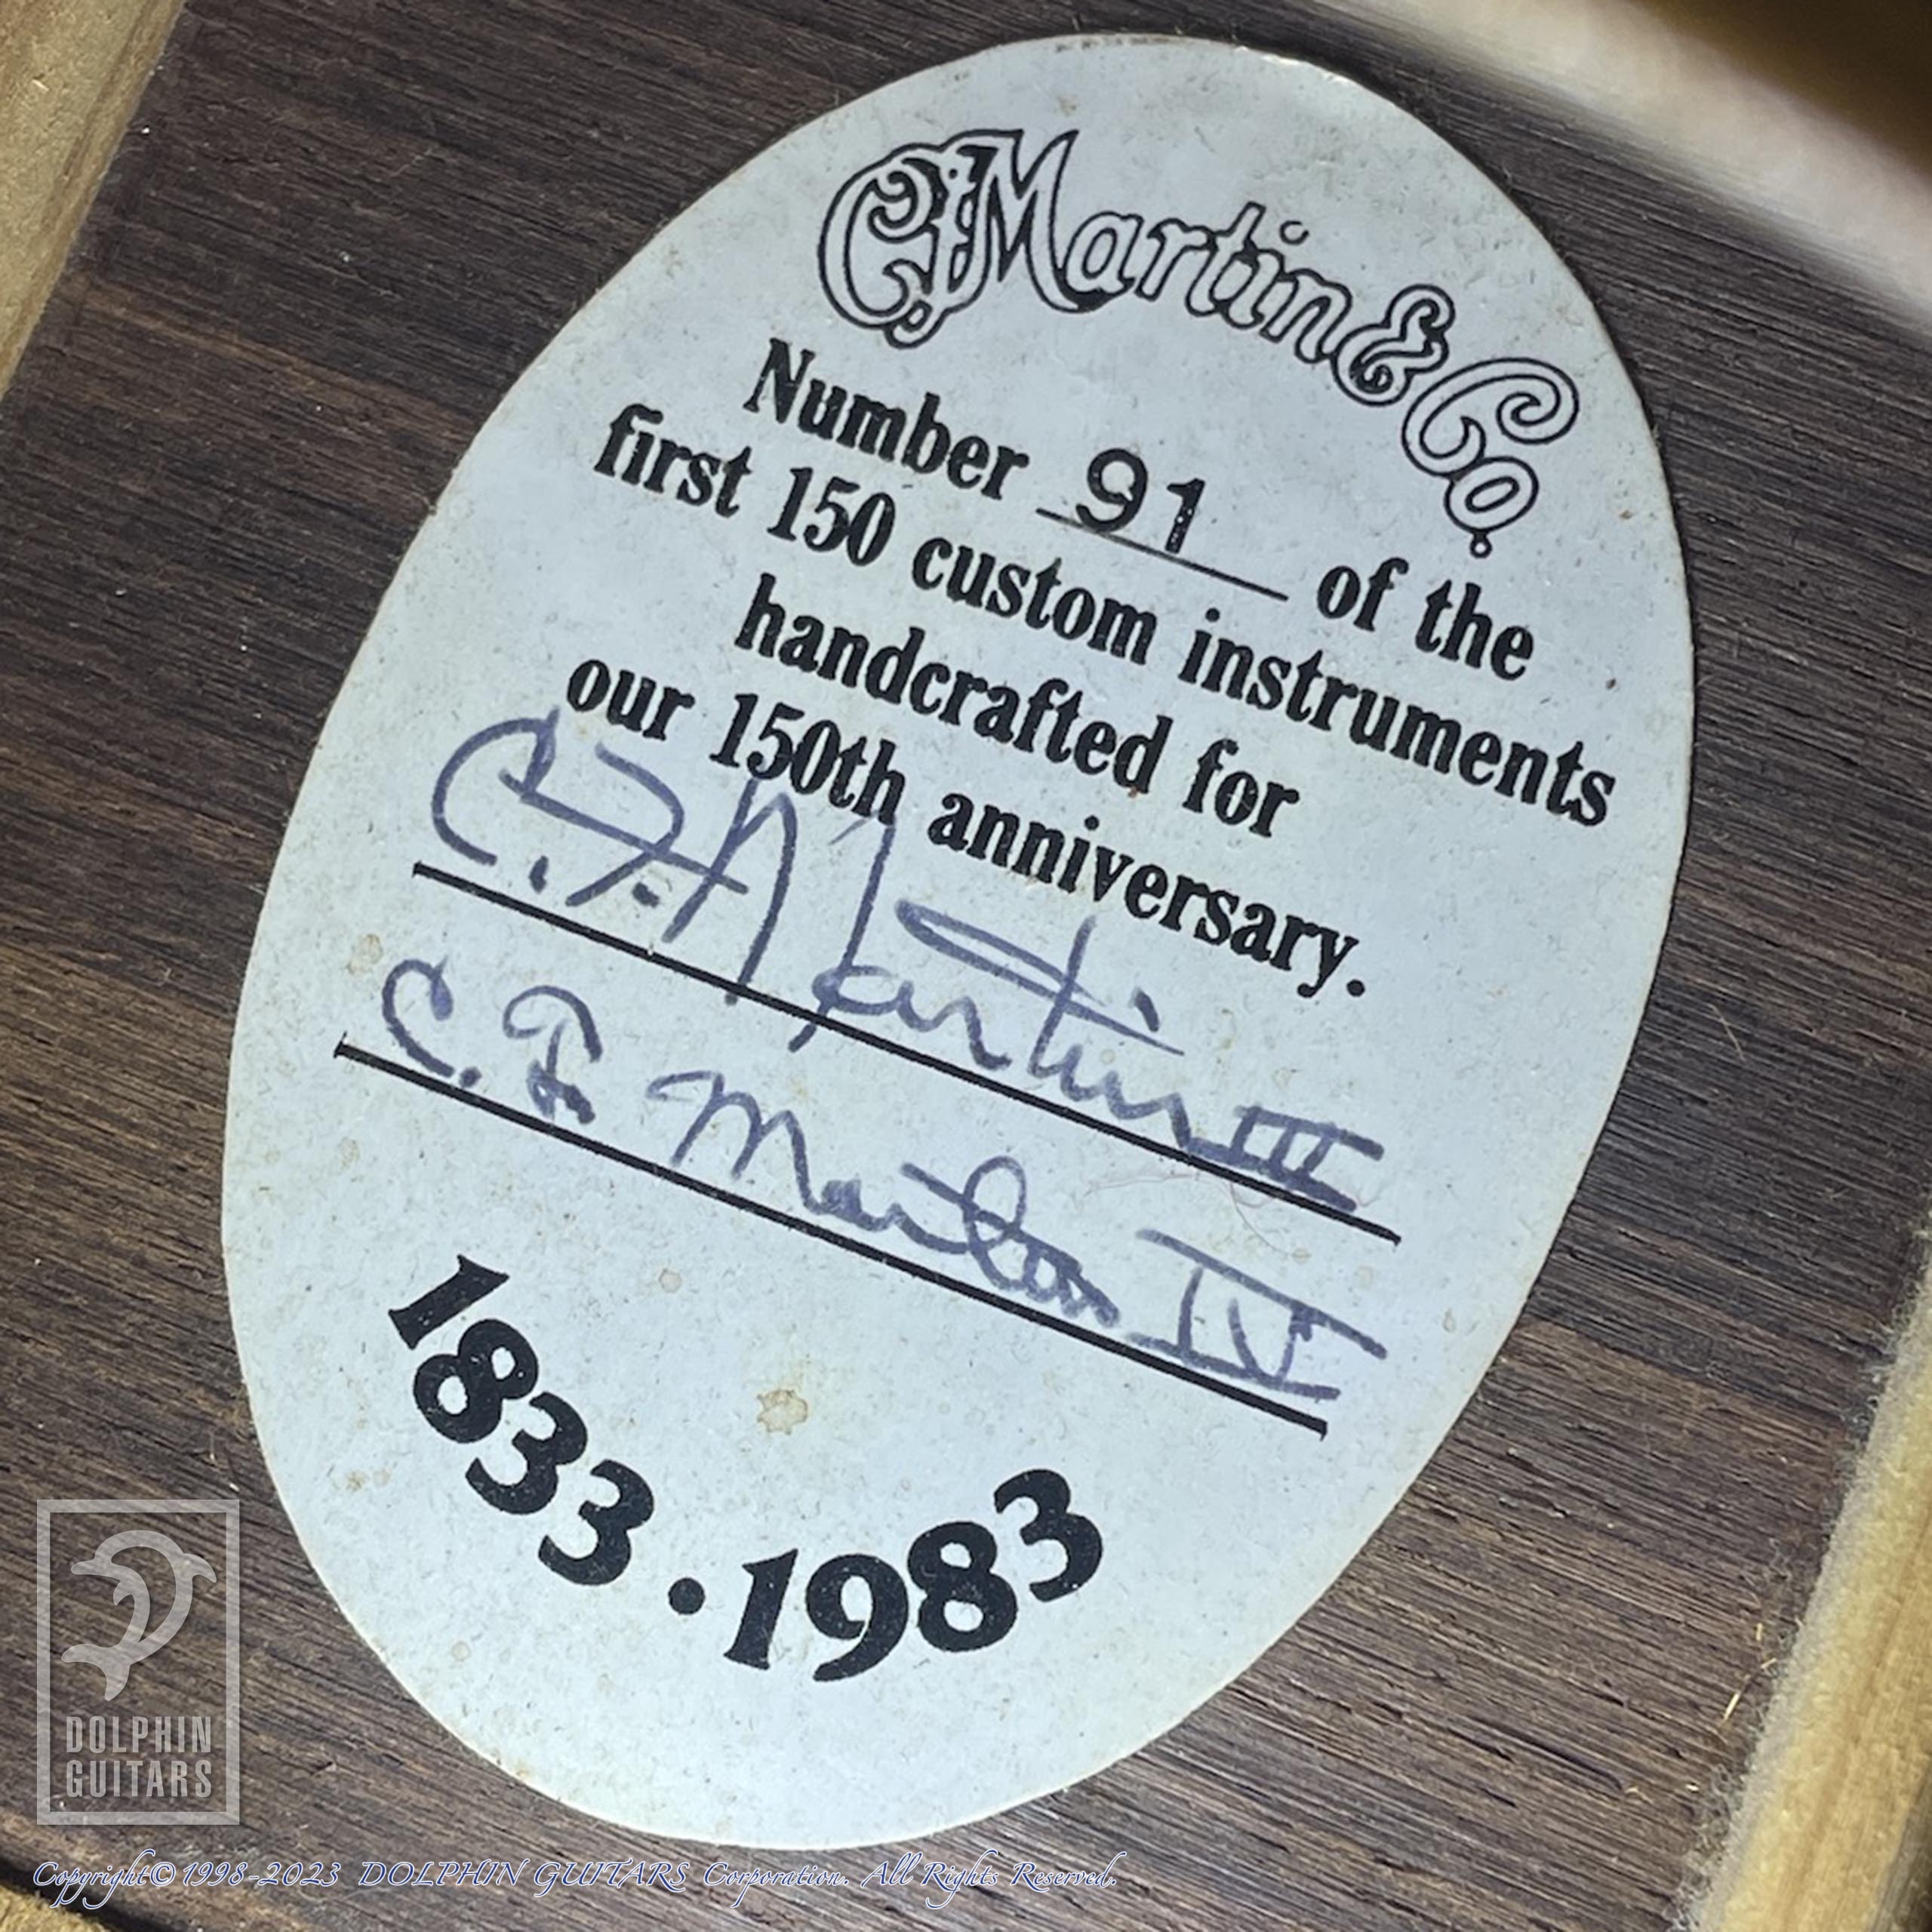 CFMartin & Co.
Number 91 of the
first 150 custom instruments
handcrafted for
our 150th anniversary.
C. F. Martin III
C. F. Martin IV
1833 · 1983
DOLPHIN
GUITARS
Copyright© 1998-2023 DOLPHIN GUITARS Corporation. All Rights Reserved.